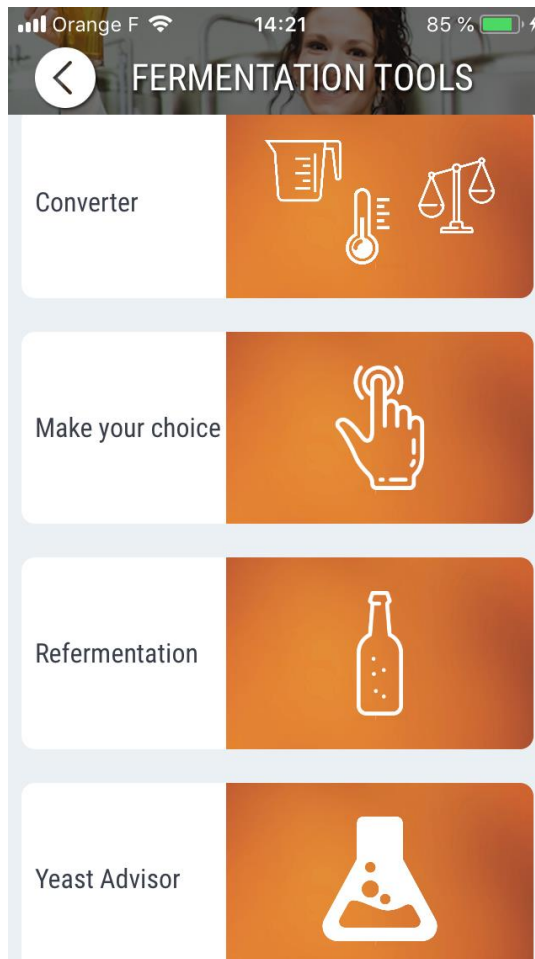 Orange F 14:21 85 %
FERMENTATION TOOLS
Converter
Make your choice
Refermentation
Yeast Advisor